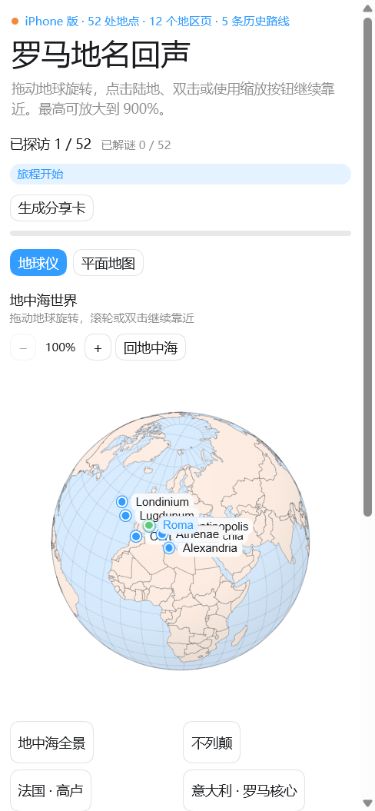 iPhone 版 · 52 处地点 · 12 个地区页 · 5 条历史路线
罗马地名回声
拖动地球旋转，点击陆地、双击或使用缩放按钮继续靠
近。最高可放大到 900%。
已探访 1 / 52 已解谜 0 / 52
旅程开始
生成分享卡
地球仪 平面地图
地中海世界
拖动地球旋转，滚轮或双击继续靠近
− 100% + 回地中海
Londinium
Lugdunum
Roma
Athenae
Alexandria
地中海全景 不列颠
法国 · 高卢 意大利 · 罗马核心